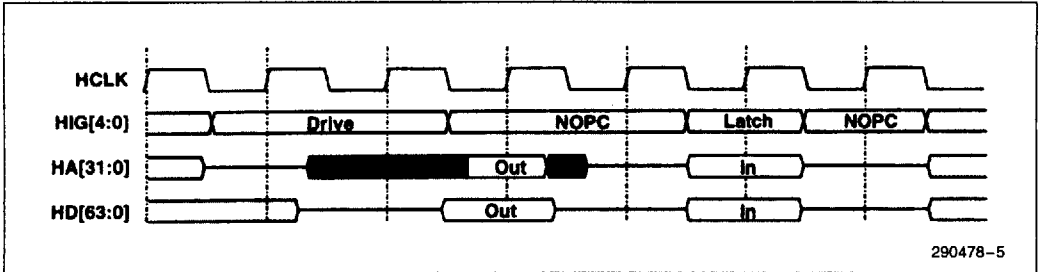 HCLK
HIG[4:0] Drive NOPC Latch NOPC
HA[31:0] Out In
HD[63:0] Out In
290478-5